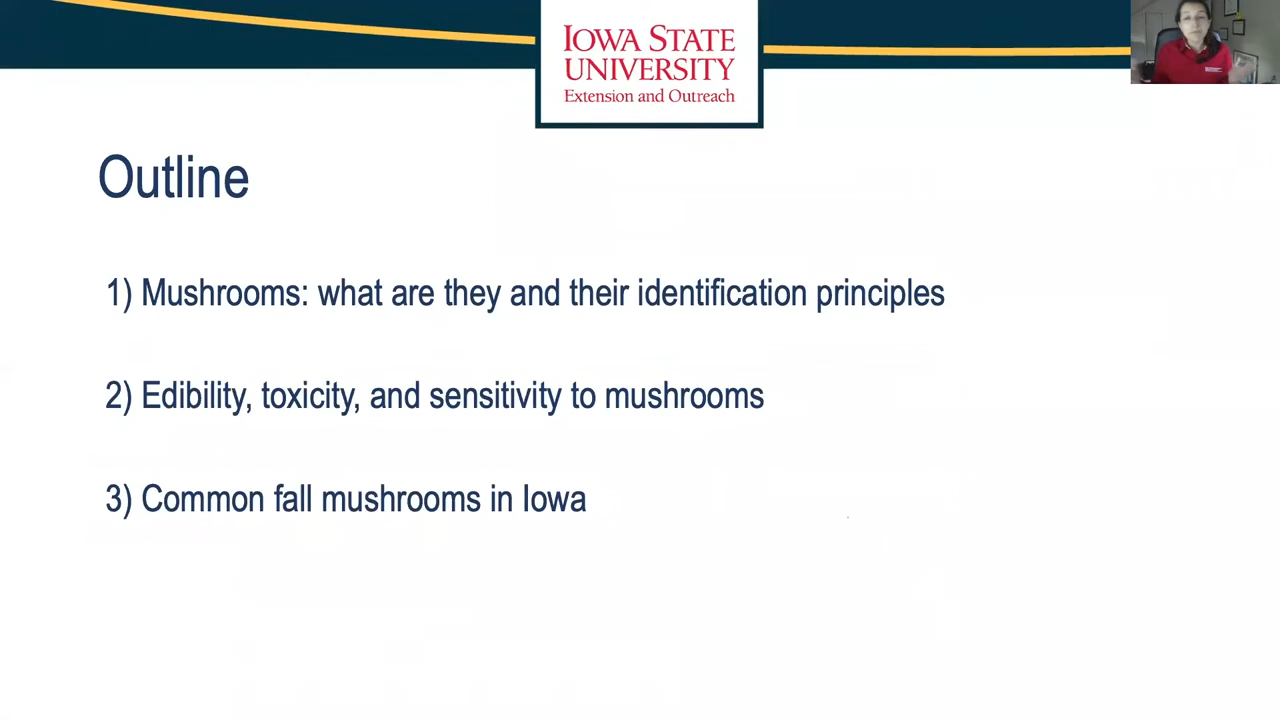 IOWA STATE
UNIVERSITY
Extension and Outreach
Outline
1) Mushrooms: what are they and their identification principles
2) Edibility, toxicity, and sensitivity to mushrooms
3) Common fall mushrooms in Iowa